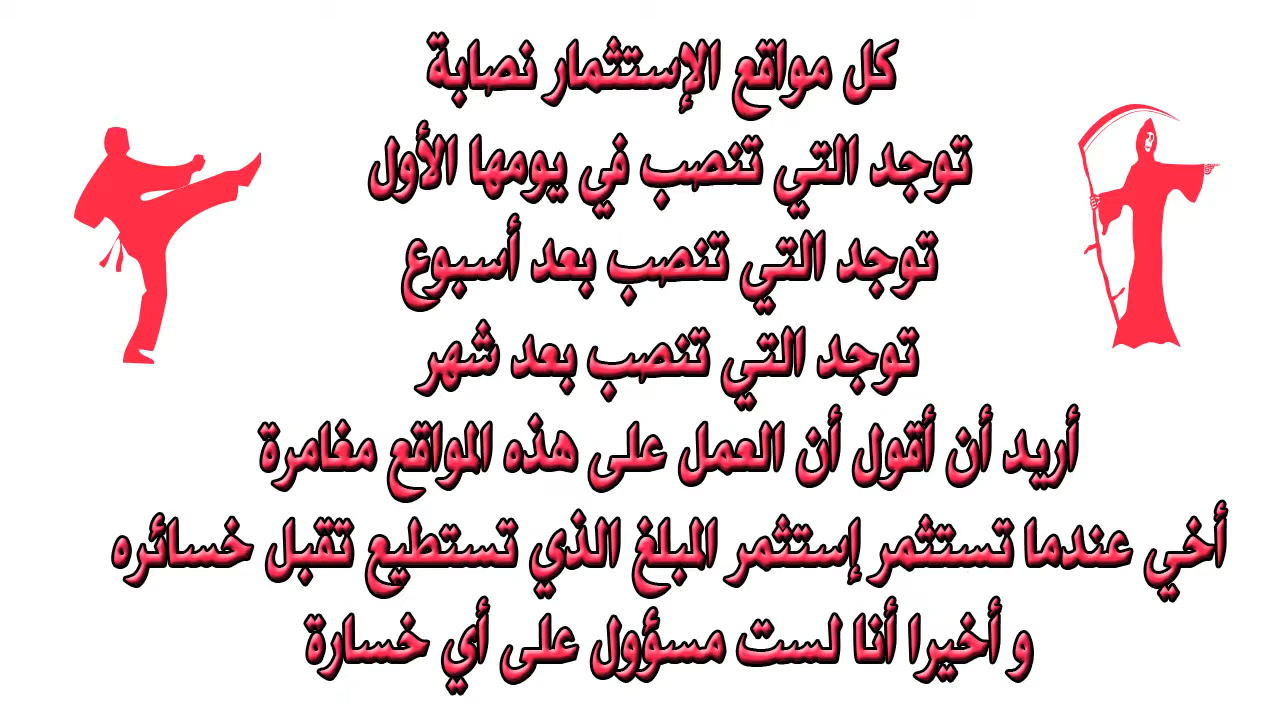 كل مواقع الإستثمار نصابة
توجد التي تنصب في يومها الأول
توجد التي تنصب بعد أسبوع
توجد التي تنصب بعد شهر
أريد أن أقول أن العمل على هذه المواقع مغامرة
أخي عندما تستثمر إستثمر المبلغ الذي تستطيع تقبل خسائره
و أخيرا أنا لست مسؤول على أي خسارة